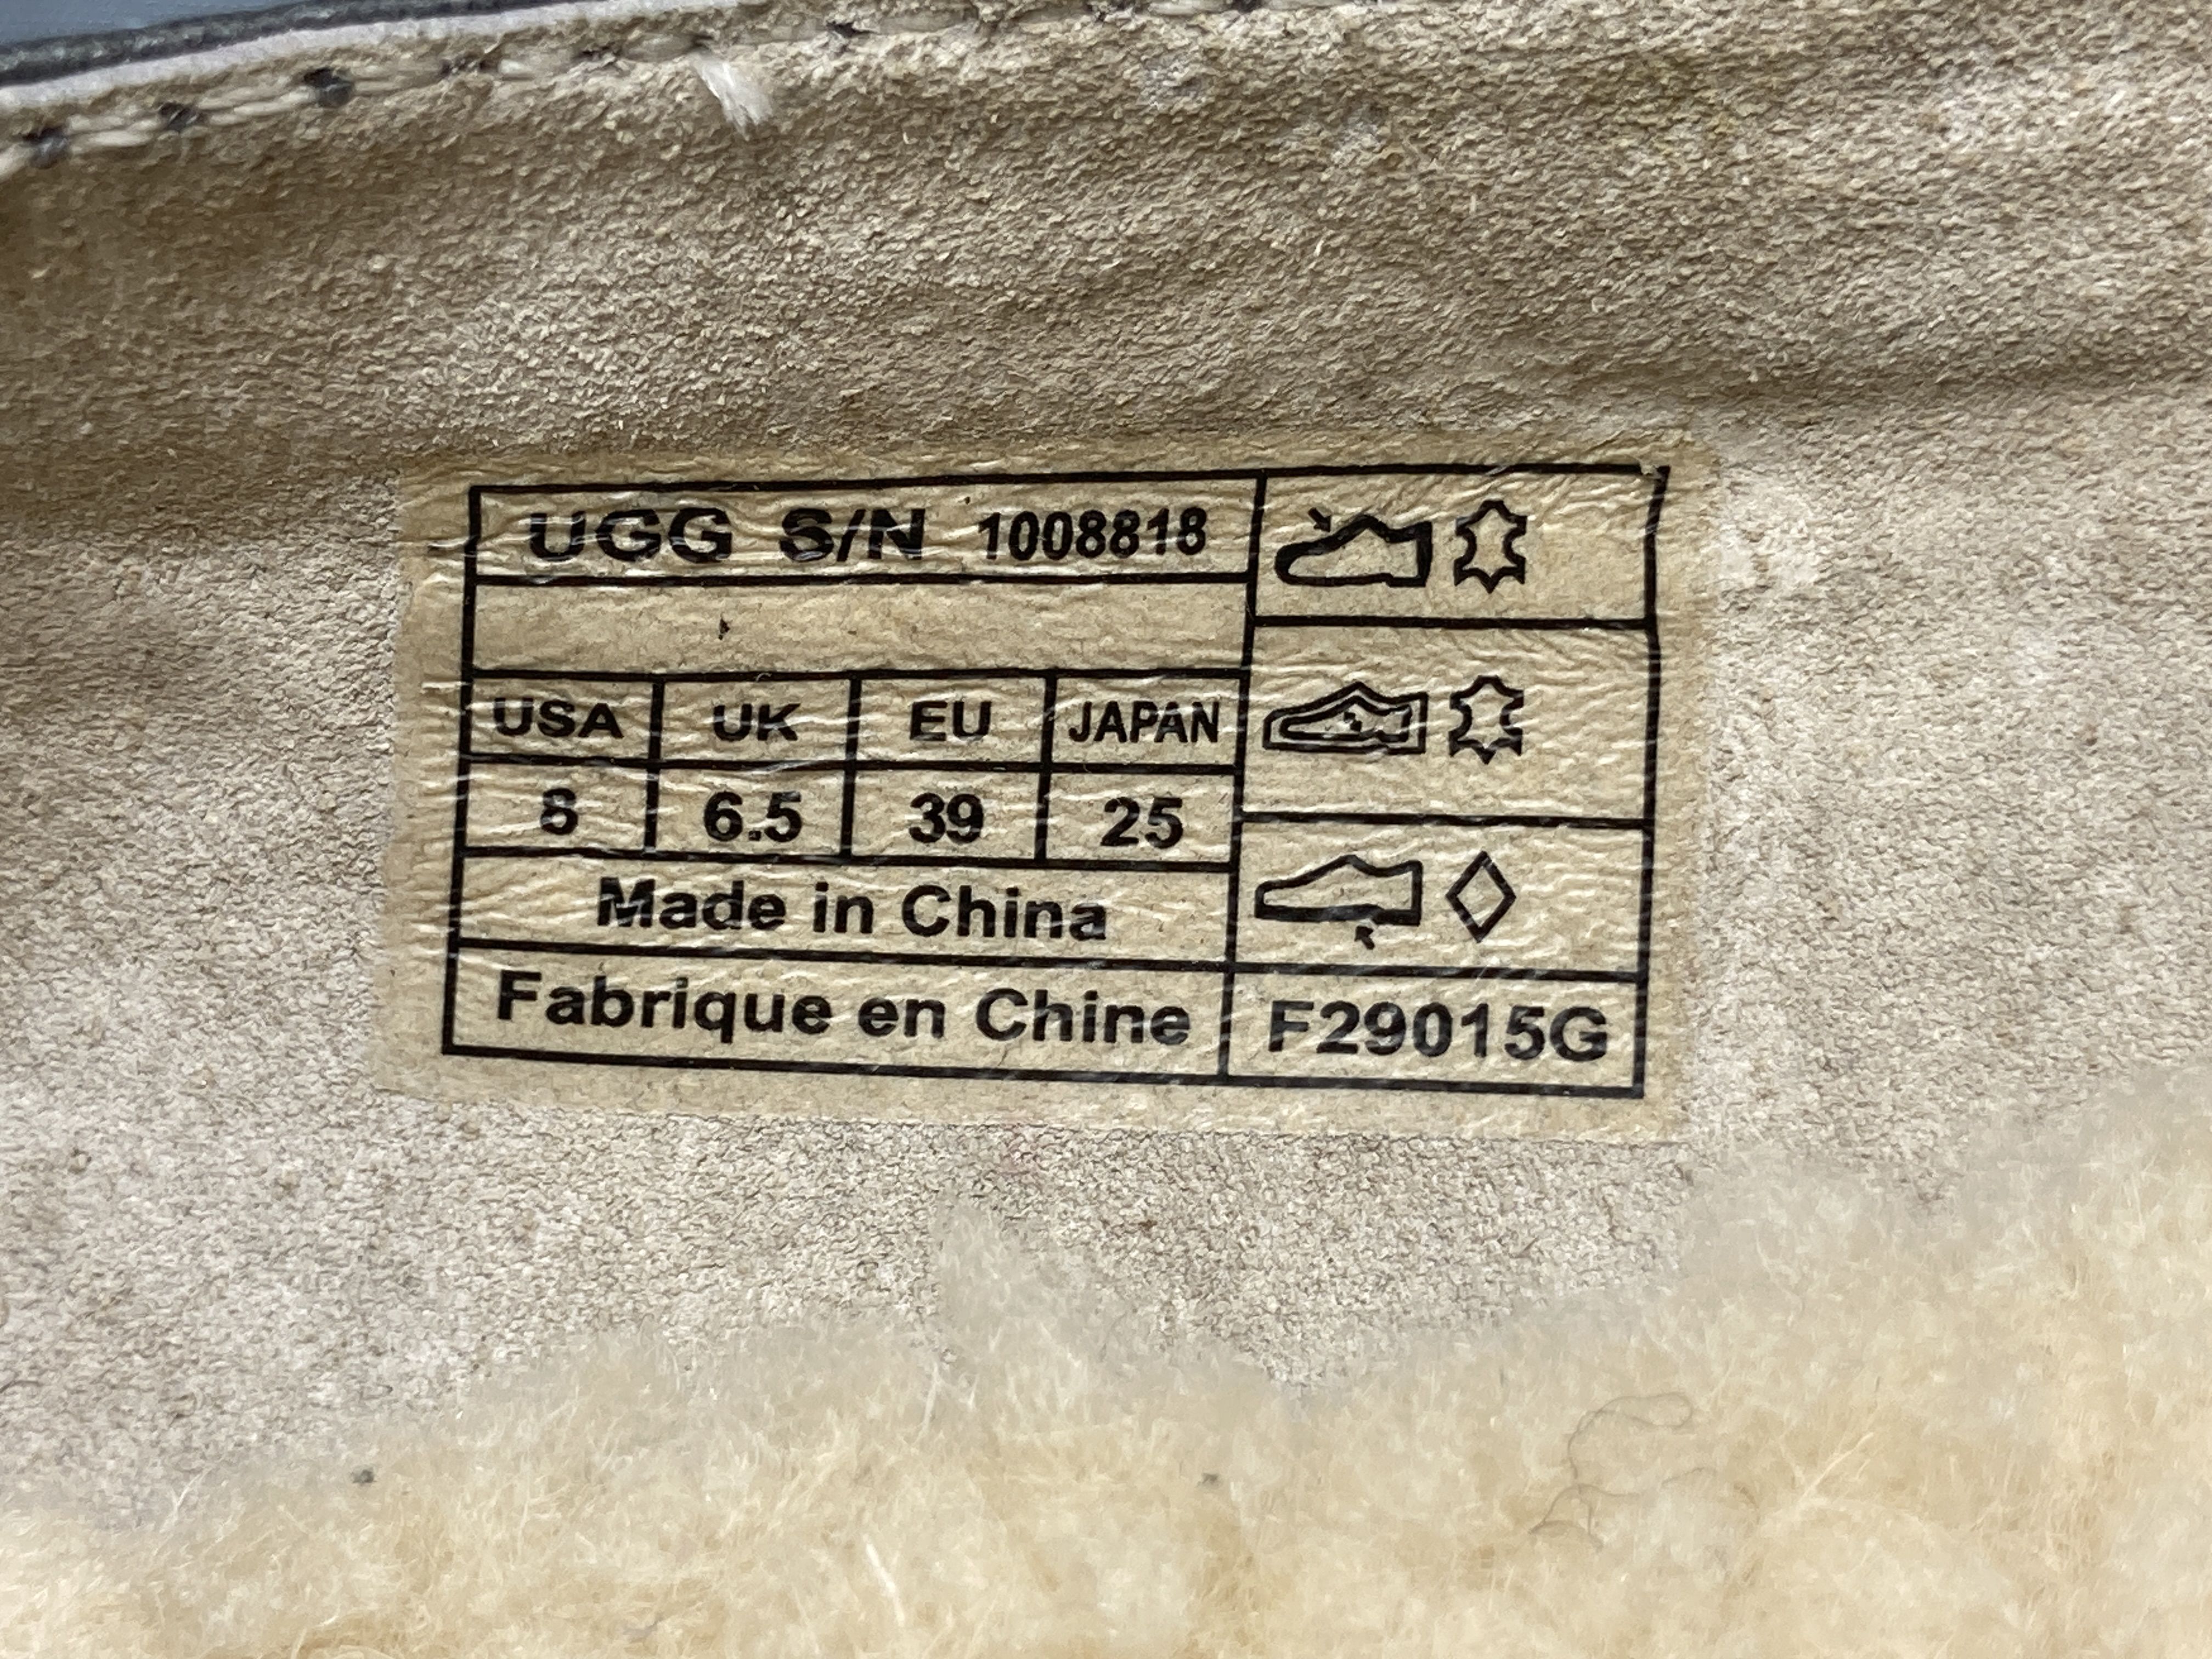 UGG S/N 1008818
USA UK EU JAPAN
8 6.5 39 25
Made in China
Fabrique en Chine F29015G